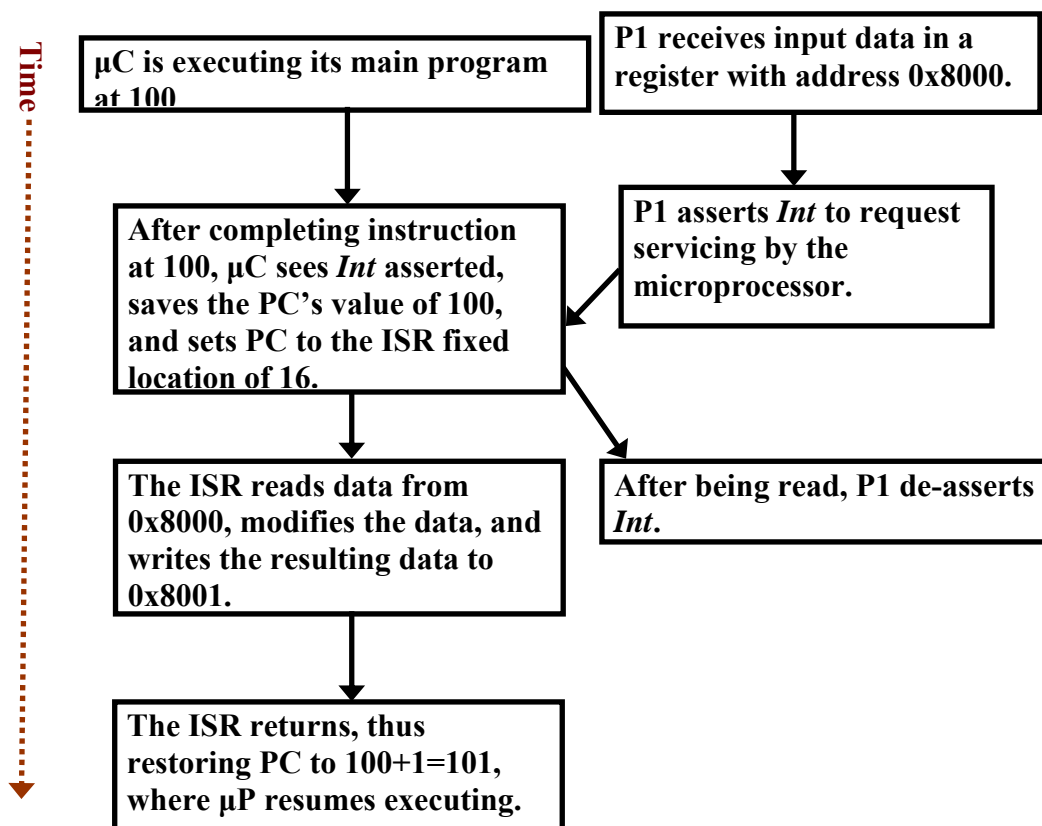 Time
μC is executing its main program
at 100
P1 receives input data in a
register with address 0x8000.
After completing instruction
at 100, μC sees Int asserted,
saves the PC’s value of 100,
and sets PC to the ISR fixed
location of 16.
P1 asserts Int to request
servicing by the
microprocessor.
The ISR reads data from
0x8000, modifies the data, and
writes the resulting data to
0x8001.
After being read, P1 de-asserts
Int.
The ISR returns, thus
restoring PC to 100+1=101,
where μP resumes executing.